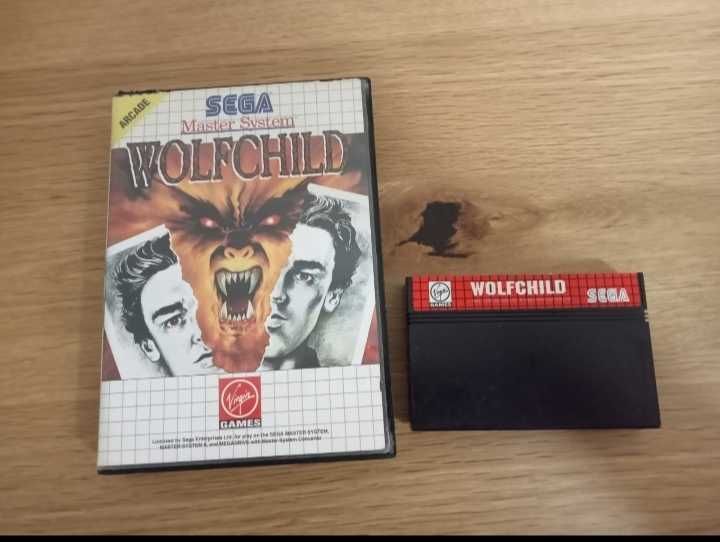 ARCADE
SEGA
Master System
WOLFCHILD
Virgin
GAMES
Licensed by Sega Enterprises Ltd. for play on the SEGA MASTER SYSTEM,
MASTER SYSTEM II, and MEGADRIVE with Master System Converter
Virgin
GAMES
WOLFCHILD
SEGA